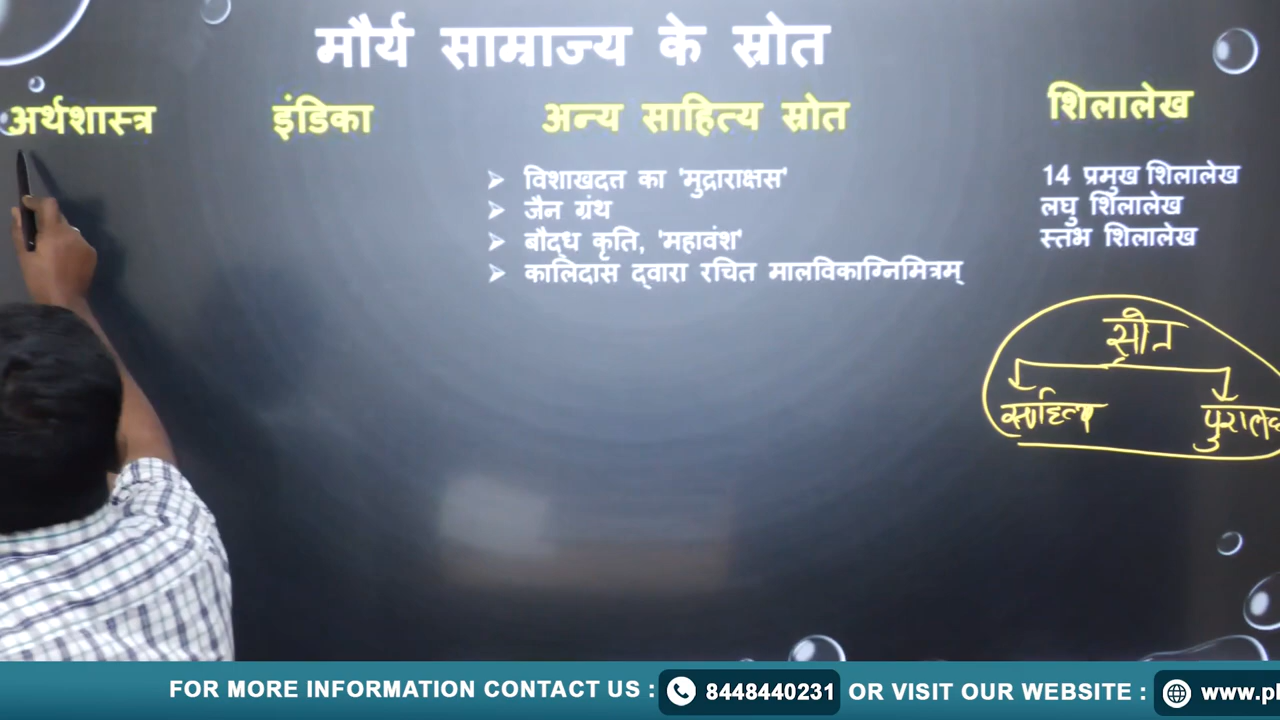 मौर्य साम्राज्य के स्रोत
अर्थशास्त्र
इंडिका
अन्य साहित्य स्रोत
➢ विशाखदत्त का 'मुद्राराक्षस'
➢ जैन ग्रंथ
➢ बौद्ध कृति, 'महावंश'
➢ कालिदास द्वारा रचित मालविकाग्निमित्रम्
शिलालेख
14 प्रमुख शिलालेख
लघु शिलालेख
स्तंभ शिलालेख
स्रोत
साहित्य
FOR MORE INFORMATION CONTACT US : 8448440231 OR VISIT OUR WEBSITE :